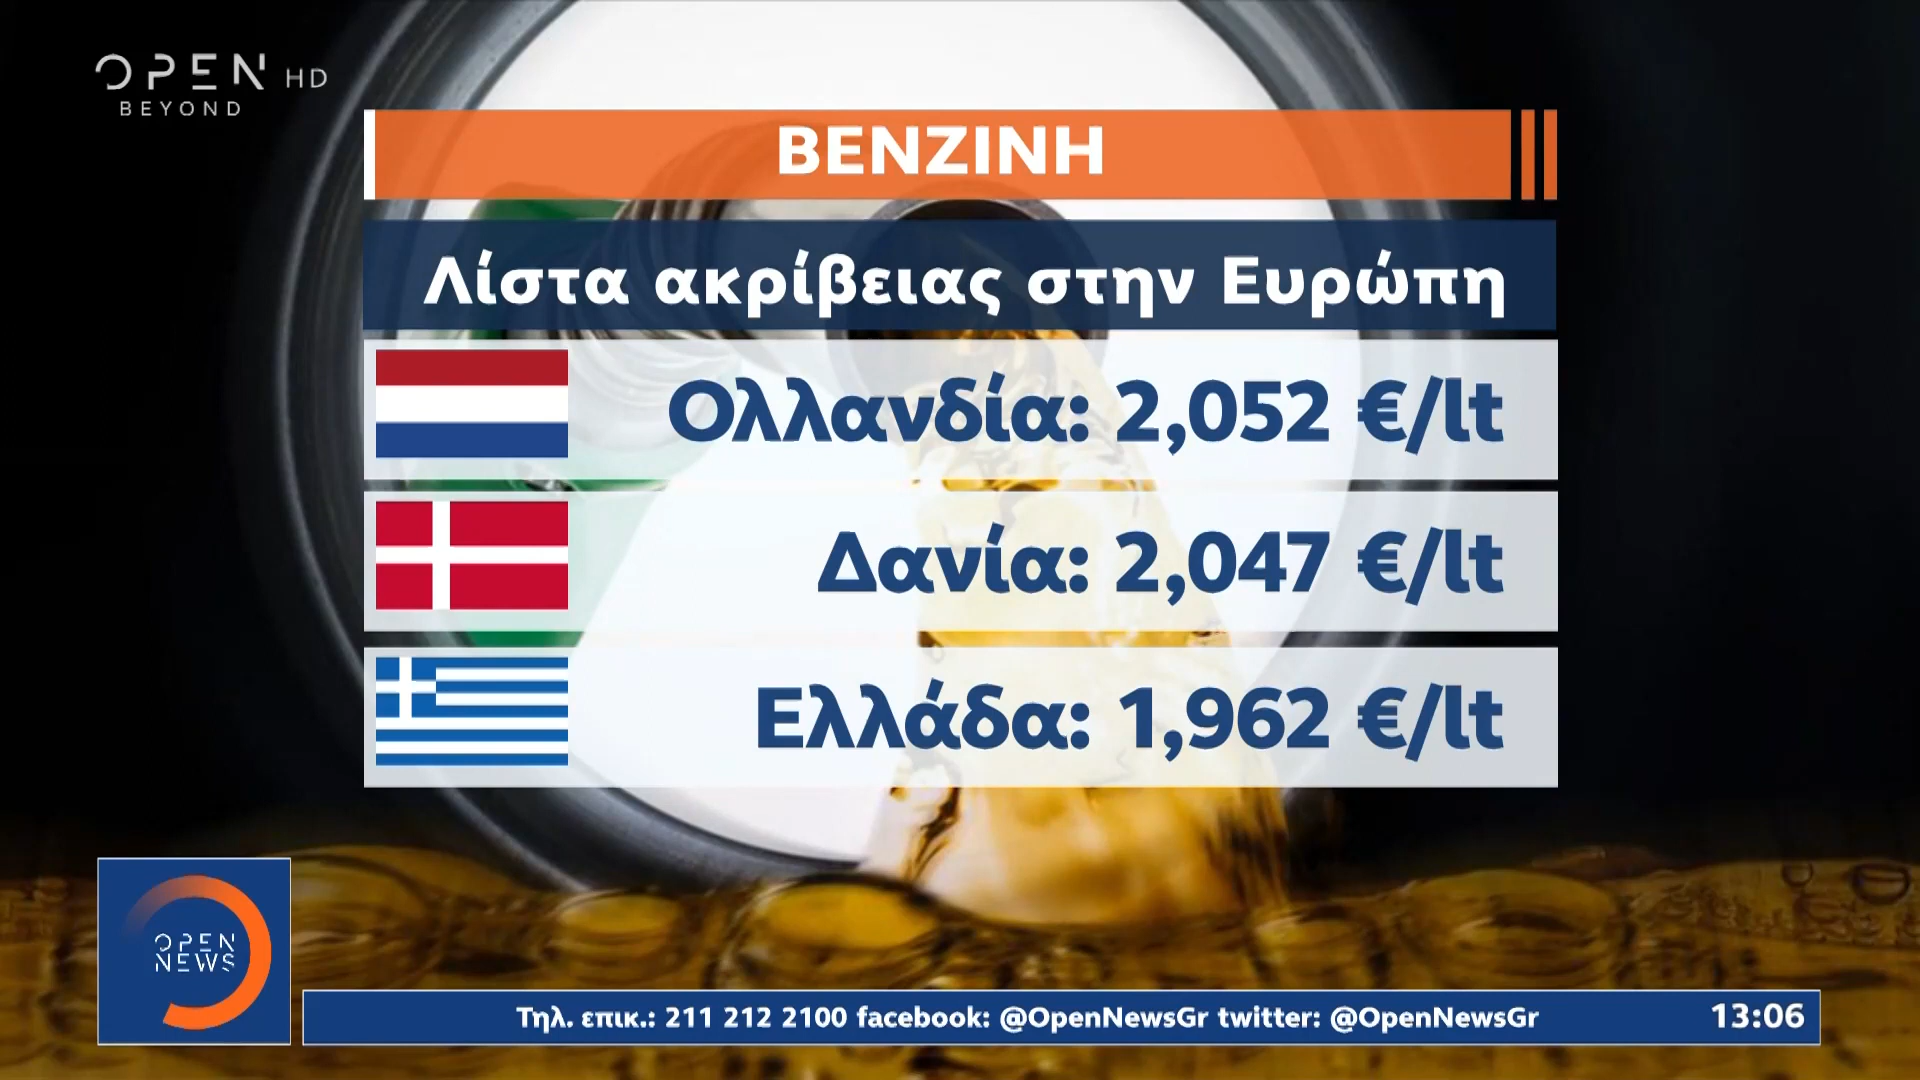 OPEN HD
BEYOND
ΒΕΝΖΙΝΗ
Λίστα ακρίβειας στην Ευρώπη
Ολλανδία: 2,052 €/lt
Δανία: 2,047 €/lt
Ελλάδα: 1,962 €/lt
OPEN
NEWS
Τηλ. επικ.: 211 212 2100 facebook: @OpenNewsGr twitter: @OpenNewsGr 13:06